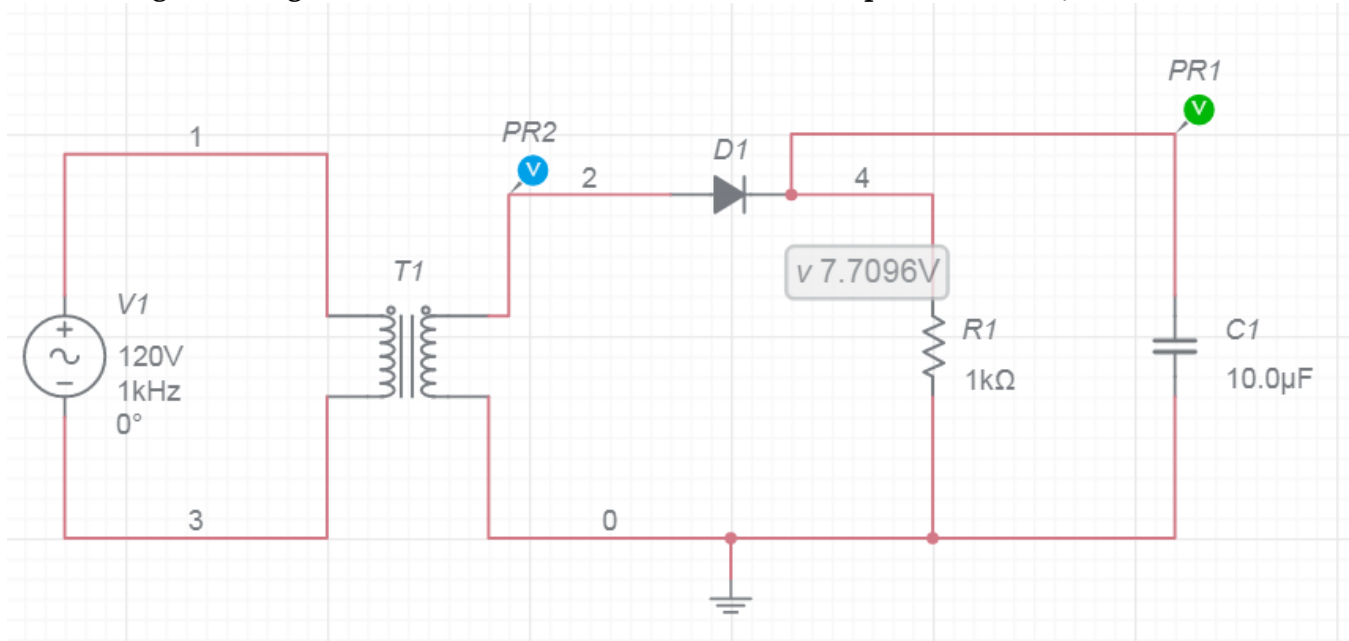 PR1
V
1
PR2
V
2
D1
4
v 7.7096V
T1
V1
120V
1kHz
0°
R1
1kΩ
C1
10.0µF
3
0